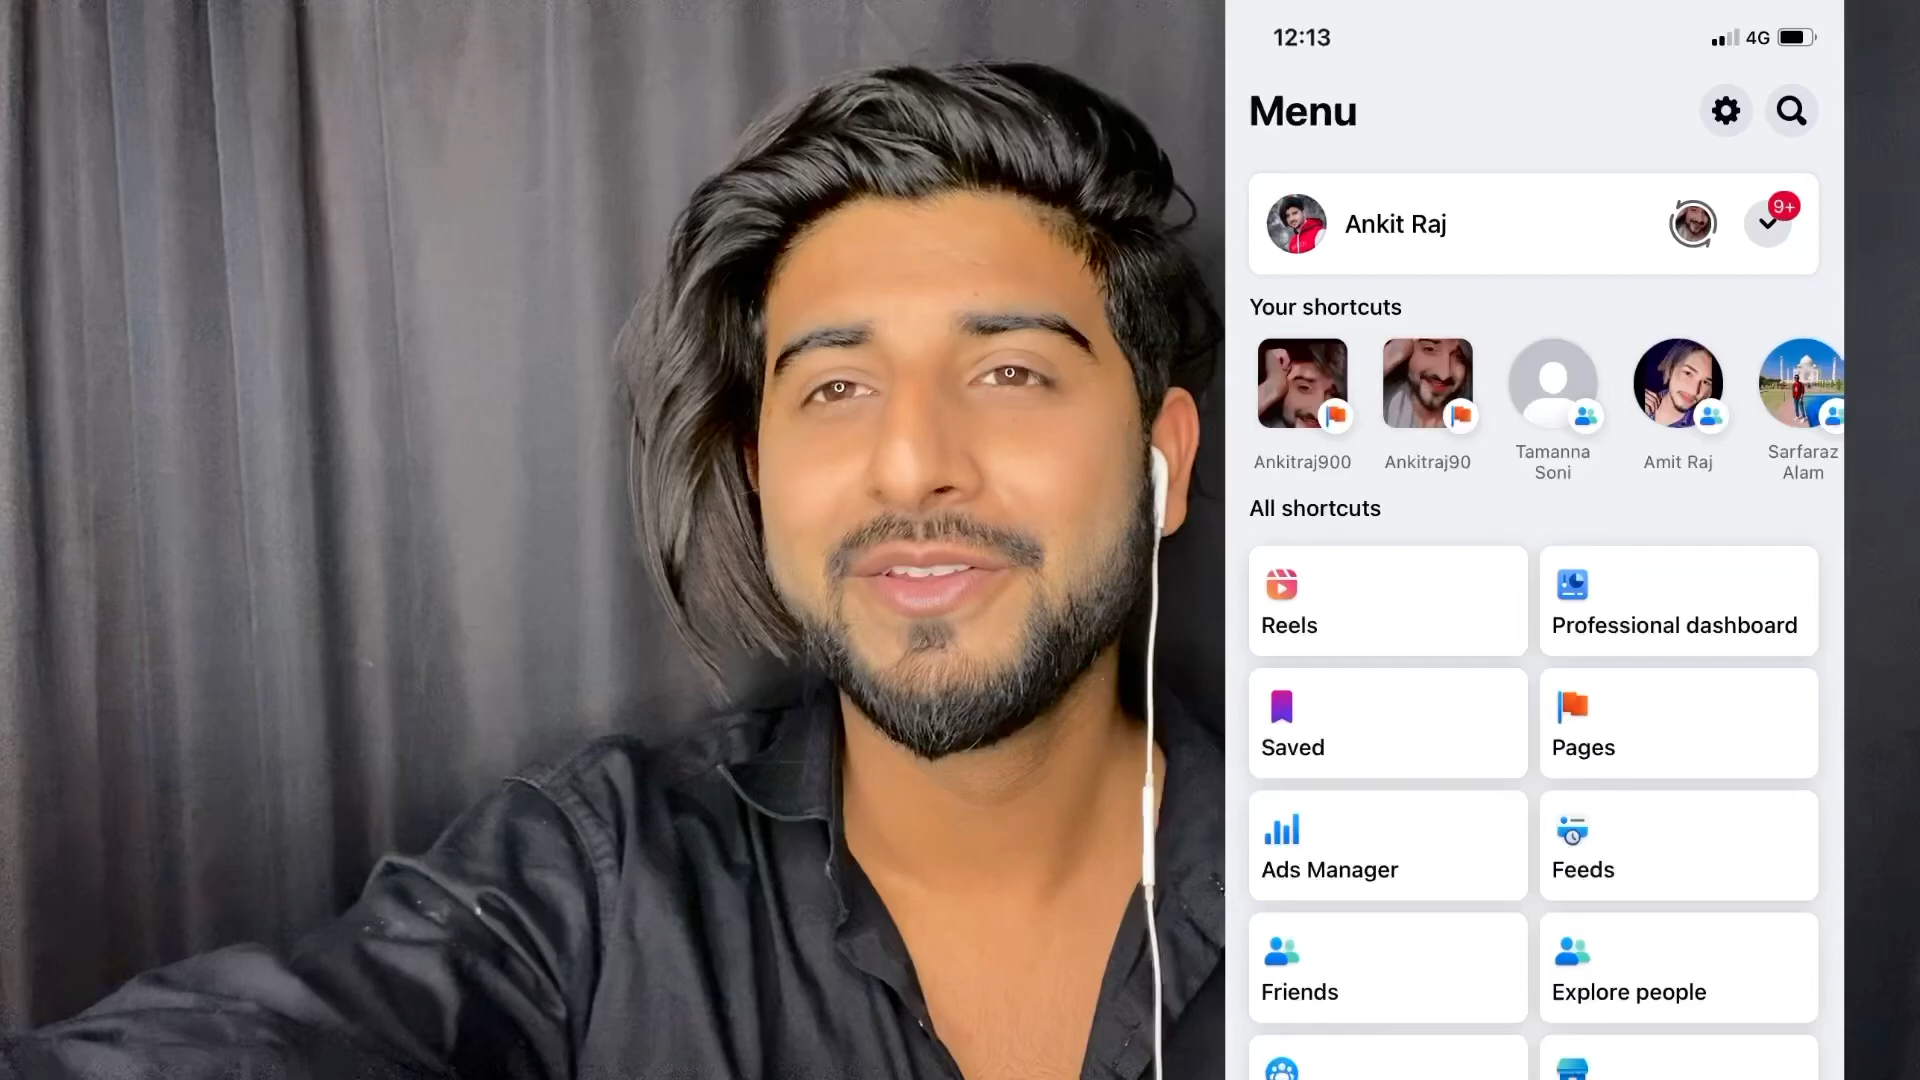 12:13
4G
Menu
Ankit Raj
9+
Your shortcuts
Ankitraj900
Ankitraj90
Tamanna
Soni
Amit Raj
Sarfaraz
Alam
All shortcuts
Reels
Professional dashboard
Saved
Pages
Ads Manager
Feeds
Friends
Explore people